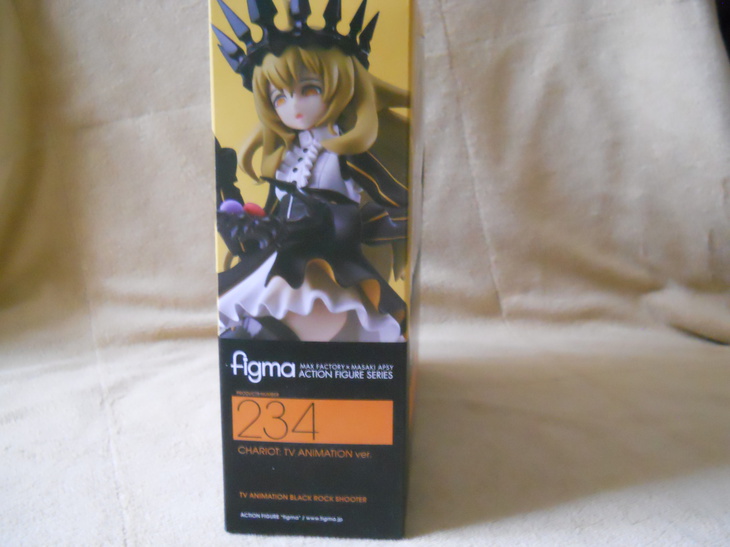 figma MAX FACTORY × MASAKI APSY
ACTION FIGURE SERIES
234
CHARIOT: TV ANIMATION ver.
TV ANIMATION BLACK ROCK SHOOTER
ACTION FIGURE "figma" / www.figma.jp